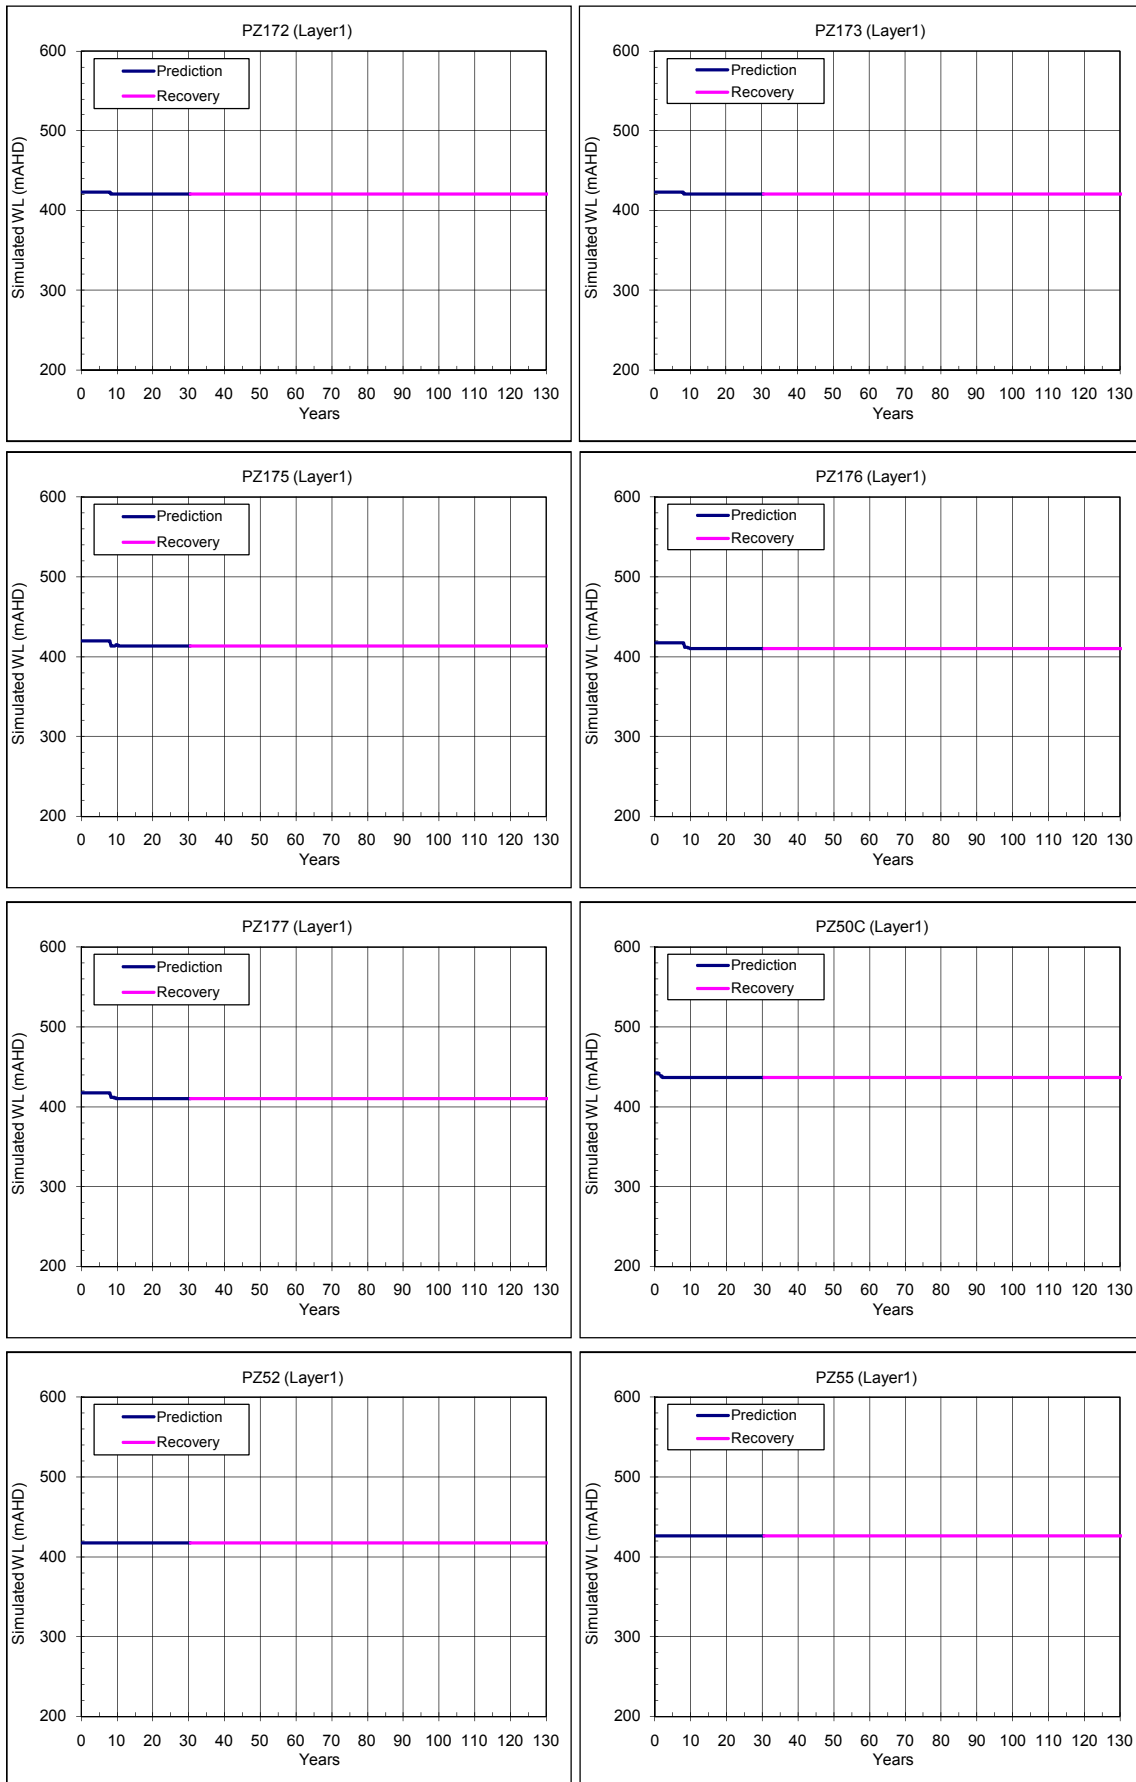 PZ172 (Layer1)
600
500
400
300
200
Simulated WL (mAHD)
Prediction
Recovery
0 10 20 30 40 50 60 70 80 90 100 110 120 130
Years
PZ173 (Layer1)
600
500
400
300
200
Simulated WL (mAHD)
Prediction
Recovery
0 10 20 30 40 50 60 70 80 90 100 110 120 130
Years
PZ175 (Layer1)
600
500
400
300
200
Simulated WL (mAHD)
Prediction
Recovery
0 10 20 30 40 50 60 70 80 90 100 110 120 130
Years
PZ176 (Layer1)
600
500
400
300
200
Simulated WL (mAHD)
Prediction
Recovery
0 10 20 30 40 50 60 70 80 90 100 110 120 130
Years
PZ177 (Layer1)
600
500
400
300
200
Simulated WL (mAHD)
Prediction
Recovery
0 10 20 30 40 50 60 70 80 90 100 110 120 130
Years
PZ50C (Layer1)
600
500
400
300
200
Simulated WL (mAHD)
Prediction
Recovery
0 10 20 30 40 50 60 70 80 90 100 110 120 130
Years
PZ52 (Layer1)
600
500
400
300
200
Simulated WL (mAHD)
Prediction
Recovery
0 10 20 30 40 50 60 70 80 90 100 110 120 130
Years
PZ55 (Layer1)
600
500
400
300
200
Simulated WL (mAHD)
Prediction
Recovery
0 10 20 30 40 50 60 70 80 90 100 110 120 130
Years